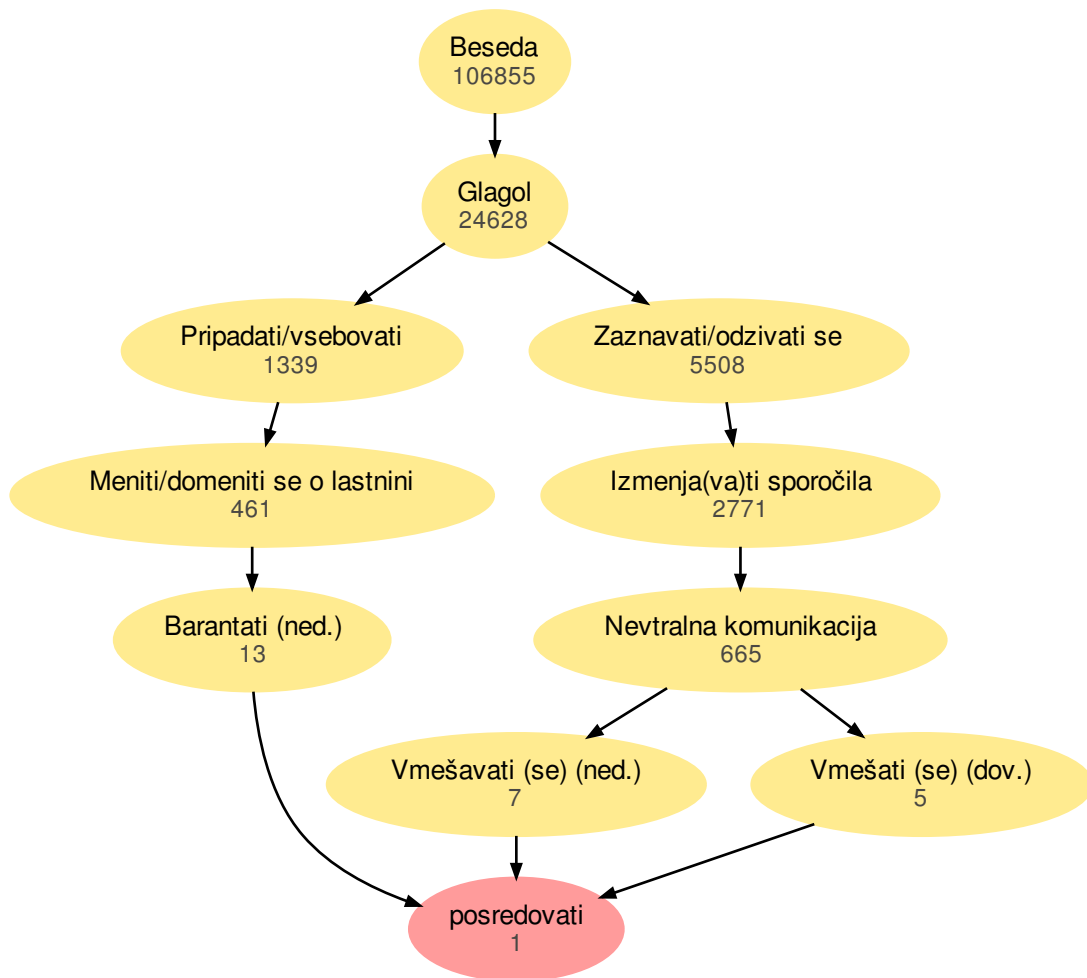 Beseda
106855
Glagol
24628
Pripadati/vsebovati
1339
Zaznavati/odzivati se
5508
Meniti/domeniti se o lastnini
461
Izmenja(va)ti sporočila
2771
Barantati (ned.)
13
Nevtralna komunikacija
665
Vmešavati (se) (ned.)
7
Vmešati (se) (dov.)
5
posredovati
1